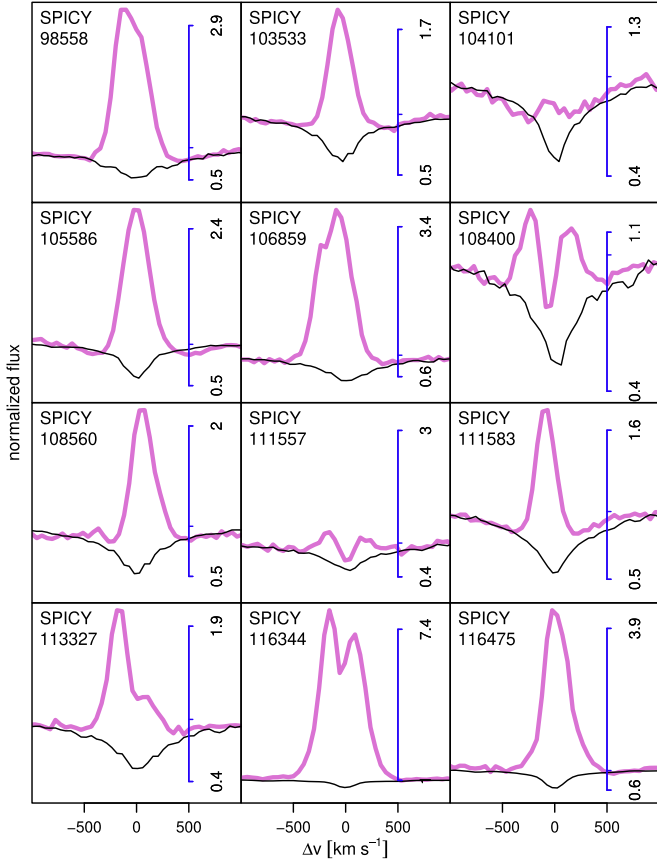 SPICY
98558
2.9
0.5
SPICY
103533
1.7
0.5
SPICY
104101
1.3
0.4
SPICY
105586
2.4
0.5
SPICY
106859
3.4
0.6
SPICY
108400
1.1
0.4
SPICY
108560
2
0.5
SPICY
111557
3
0.4
SPICY
111583
1.6
0.5
SPICY
113327
1.9
0.4
SPICY
116344
7.4
SPICY
116475
3.9
0.6
normalized flux
−500 0 500 −500 0 500 −500 0 500
Δv [km s⁻¹]